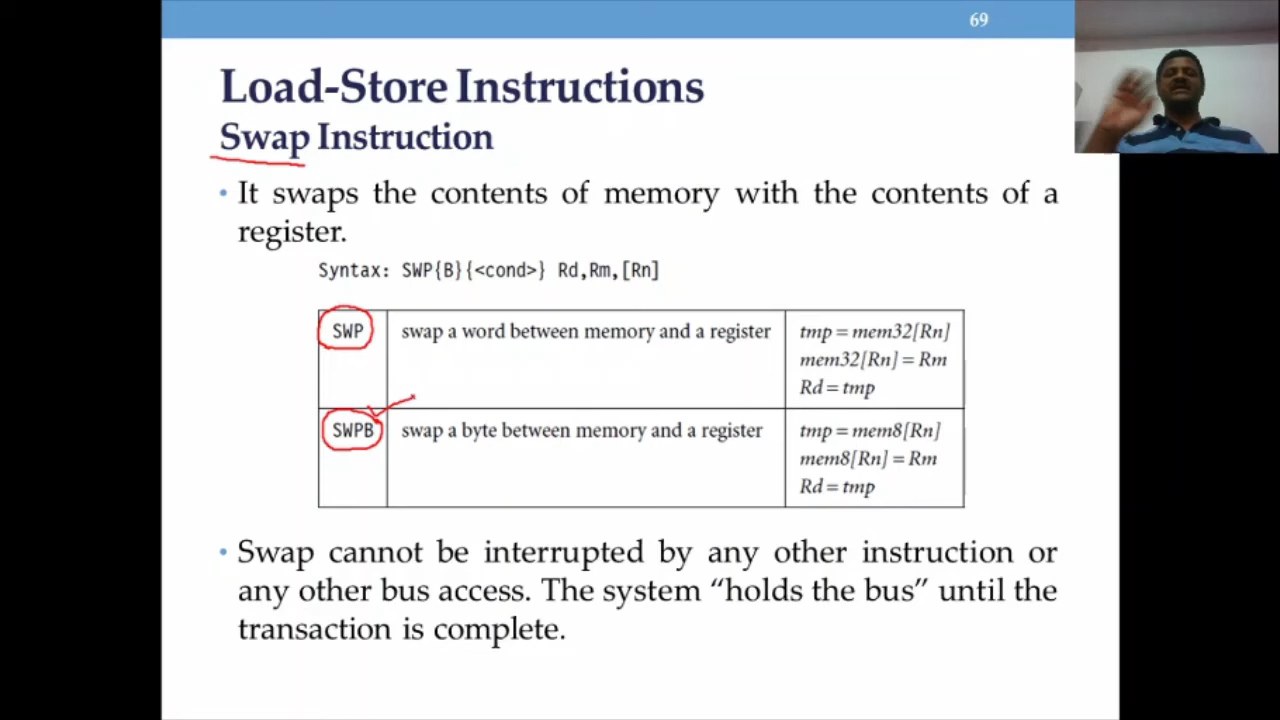 69
Load-Store Instructions
Swap Instruction
• It swaps the contents of memory with the contents of a
register.
Syntax: SWP{B}{<cond>} Rd,Rm,[Rn]
SWP swap a word between memory and a register tmp = mem32[Rn]
mem32[Rn] = Rm
Rd = tmp
SWPB swap a byte between memory and a register tmp = mem8[Rn]
mem8[Rn] = Rm
Rd = tmp
• Swap cannot be interrupted by any other instruction or
any other bus access. The system “holds the bus” until the
transaction is complete.